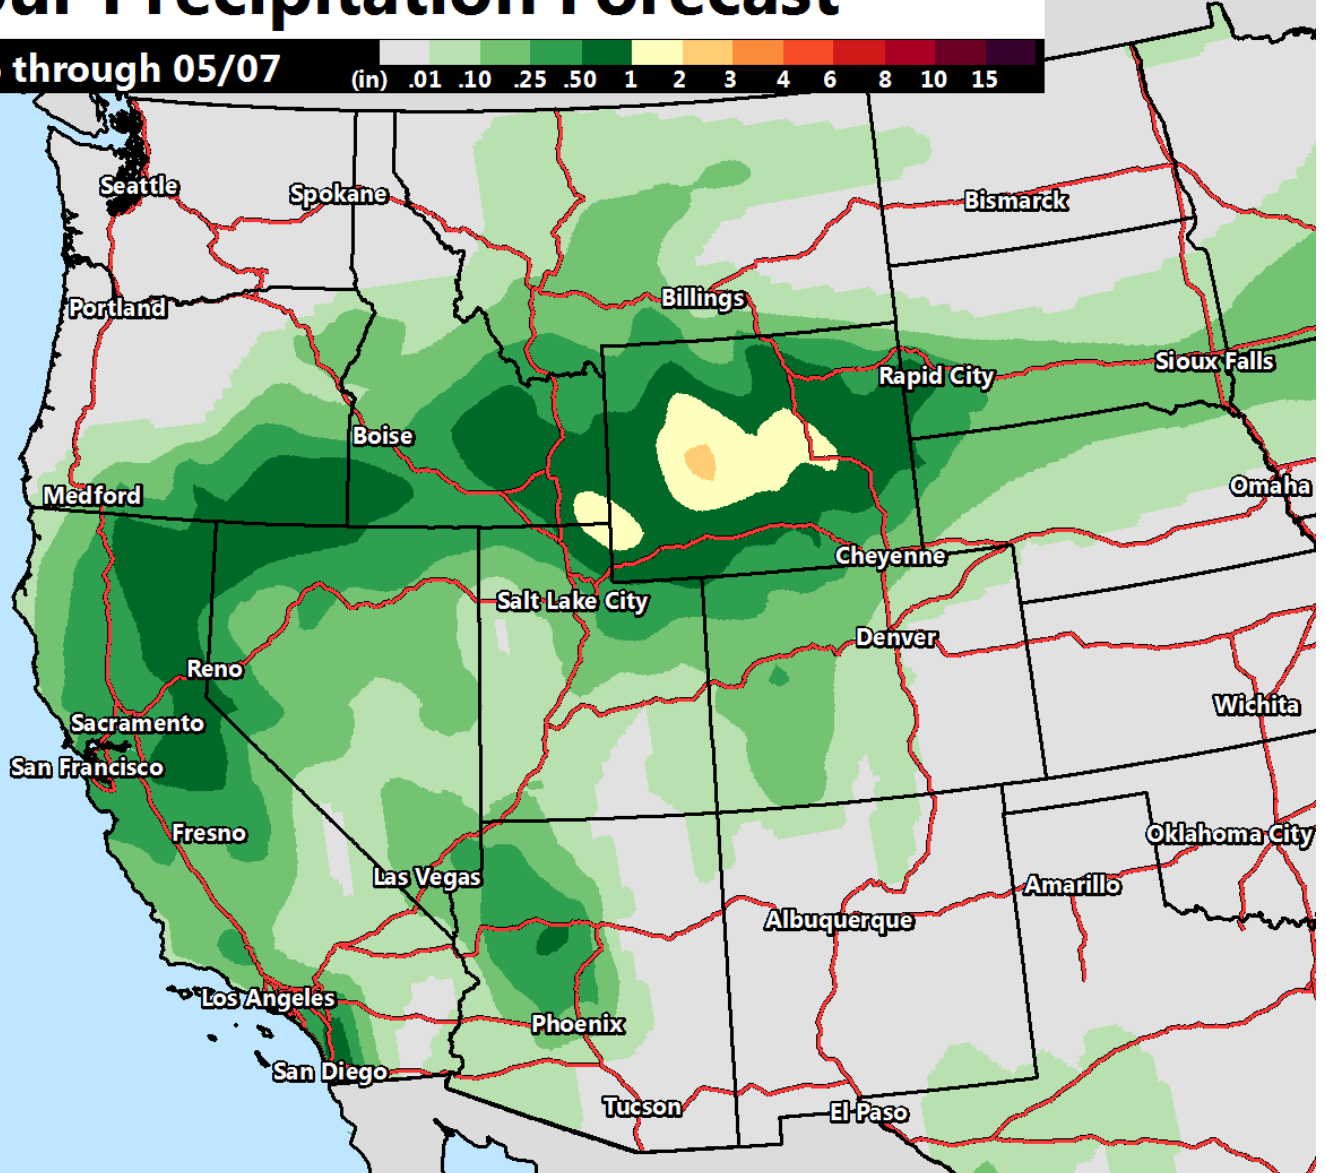 Precipitation Forecast
through 05/07
(in) .01 .10 .25 .50 1 2 3 4 6 8 10 15
Seattle
Spokane
Bismarck
Portland
Billings
Sioux Falls
Rapid City
Boise
Omaha
Medford
Cheyenne
Salt Lake City
Denver
Reno
Wichita
Sacramento
San Francisco
Fresno
Oklahoma City
Las Vegas
Amarillo
Albuquerque
Los Angeles
Phoenix
San Diego
Tucson
El Paso